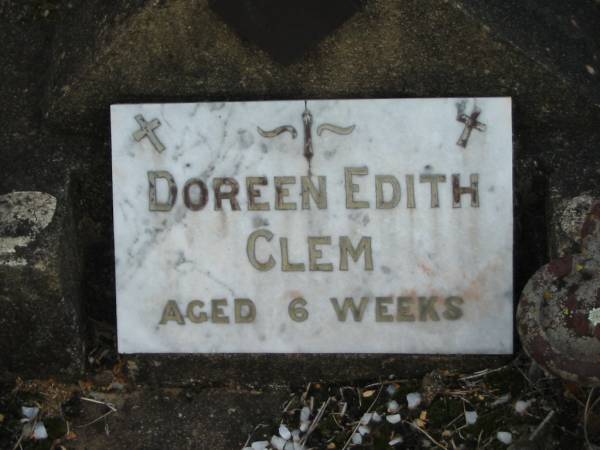 DOREEN EDITH
CLEM
AGED 6 WEEKS